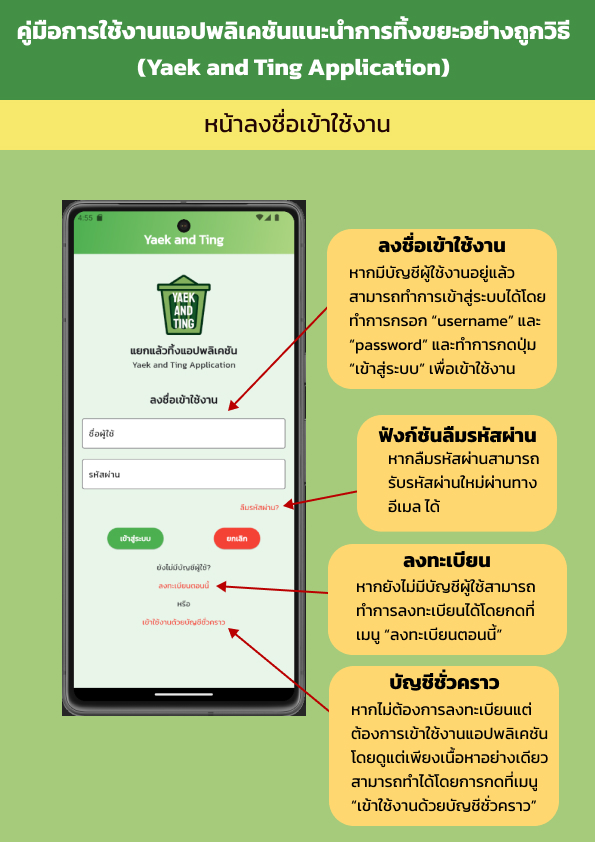 คู่มือการใช้งานแอปพลิเคชันแนะนำการทิ้งขยะอย่างถูกวิธี
(Yaek and Ting Application)
หน้าลงชื่อเข้าใช้งาน
4:55
Yaek and Ting
YAEK
AND
TING
แยกแล้วทิ้งแอปพลิเคชัน
Yaek and Ting Application
ลงชื่อเข้าใช้งาน
ชื่อผู้ใช้
รหัสผ่าน
ลืมรหัสผ่าน?
เข้าสู่ระบบ
ยกเลิก
ยังไม่มีบัญชีผู้ใช้?
ลงทะเบียนตอนนี้
หรือ
เข้าใช้งานด้วยบัญชีชั่วคราว
ลงชื่อเข้าใช้งาน
หากมีบัญชีผู้ใช้งานอยู่แล้ว
สามารถทำการเข้าสู่ระบบได้โดย
ทำการกรอก “username” และ
“password” และทำการกดปุ่ม
“เข้าสู่ระบบ” เพื่อเข้าใช้งาน
ฟังก์ชันลืมรหัสผ่าน
หากลืมรหัสผ่านสามารถ
รับรหัสผ่านใหม่ผ่านทาง
อีเมล ได้
ลงทะเบียน
หากยังไม่มีบัญชีผู้ใช้สามารถ
ทำการลงทะเบียนได้โดยกดที่
เมนู “ลงทะเบียนตอนนี้”
บัญชีชั่วคราว
หากไม่ต้องการลงทะเบียนแต่
ต้องการเข้าใช้งานแอปพลิเคชัน
โดยดูแต่เพียงเนื้อหาอย่างเดียว
สามารถทำได้โดยการกดที่เมนู
“เข้าใช้งานด้วยบัญชีชั่วคราว”